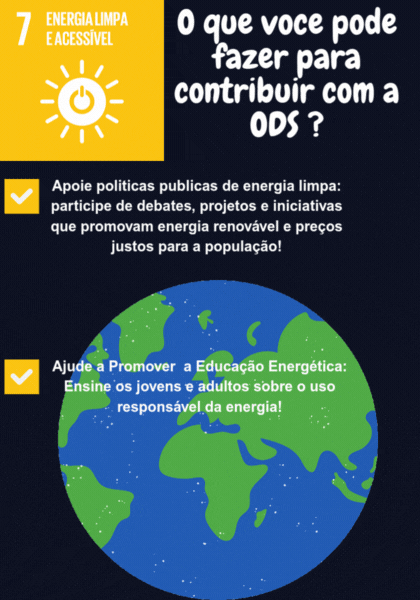 7 ENERGIA LIMPA
E ACESSÍVEL
O que voce pode
fazer para
contribuir com a
ODS ?
Apoie politicas publicas de energia limpa:
participe de debates, projetos e iniciativas
que promovam energia renovável e preços
justos para a população!
Ajude a Promover a Educação Energética:
Ensine os jovens e adultos sobre o uso
responsável da energia!